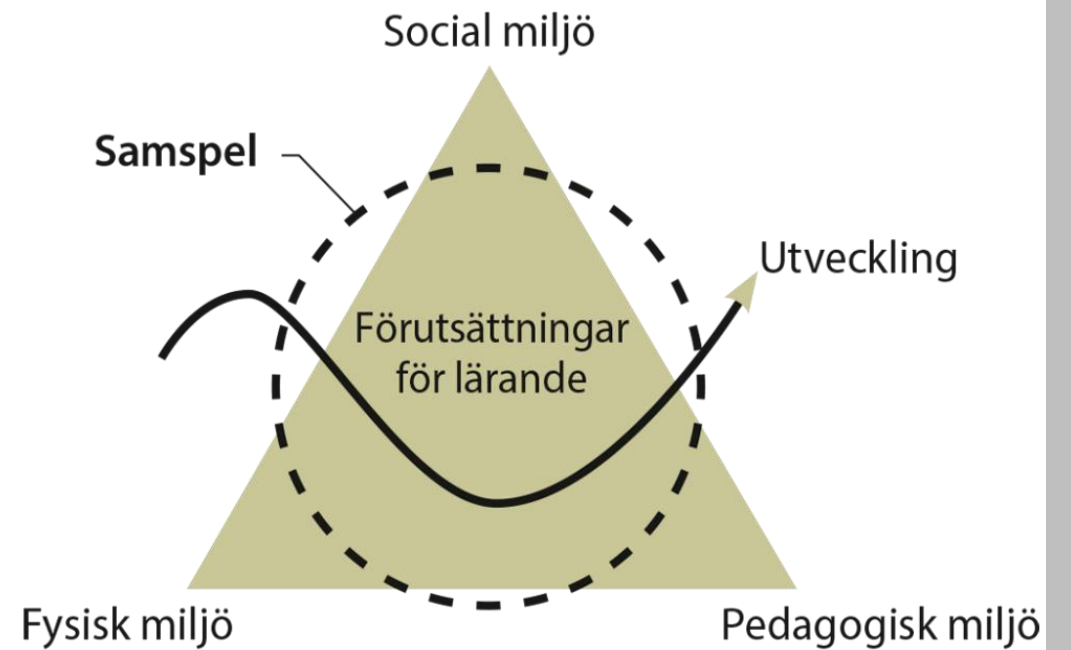 Social miljö
Samspel
Utveckling
Förutsättningar
för lärande
Fysisk miljö
Pedagogisk miljö